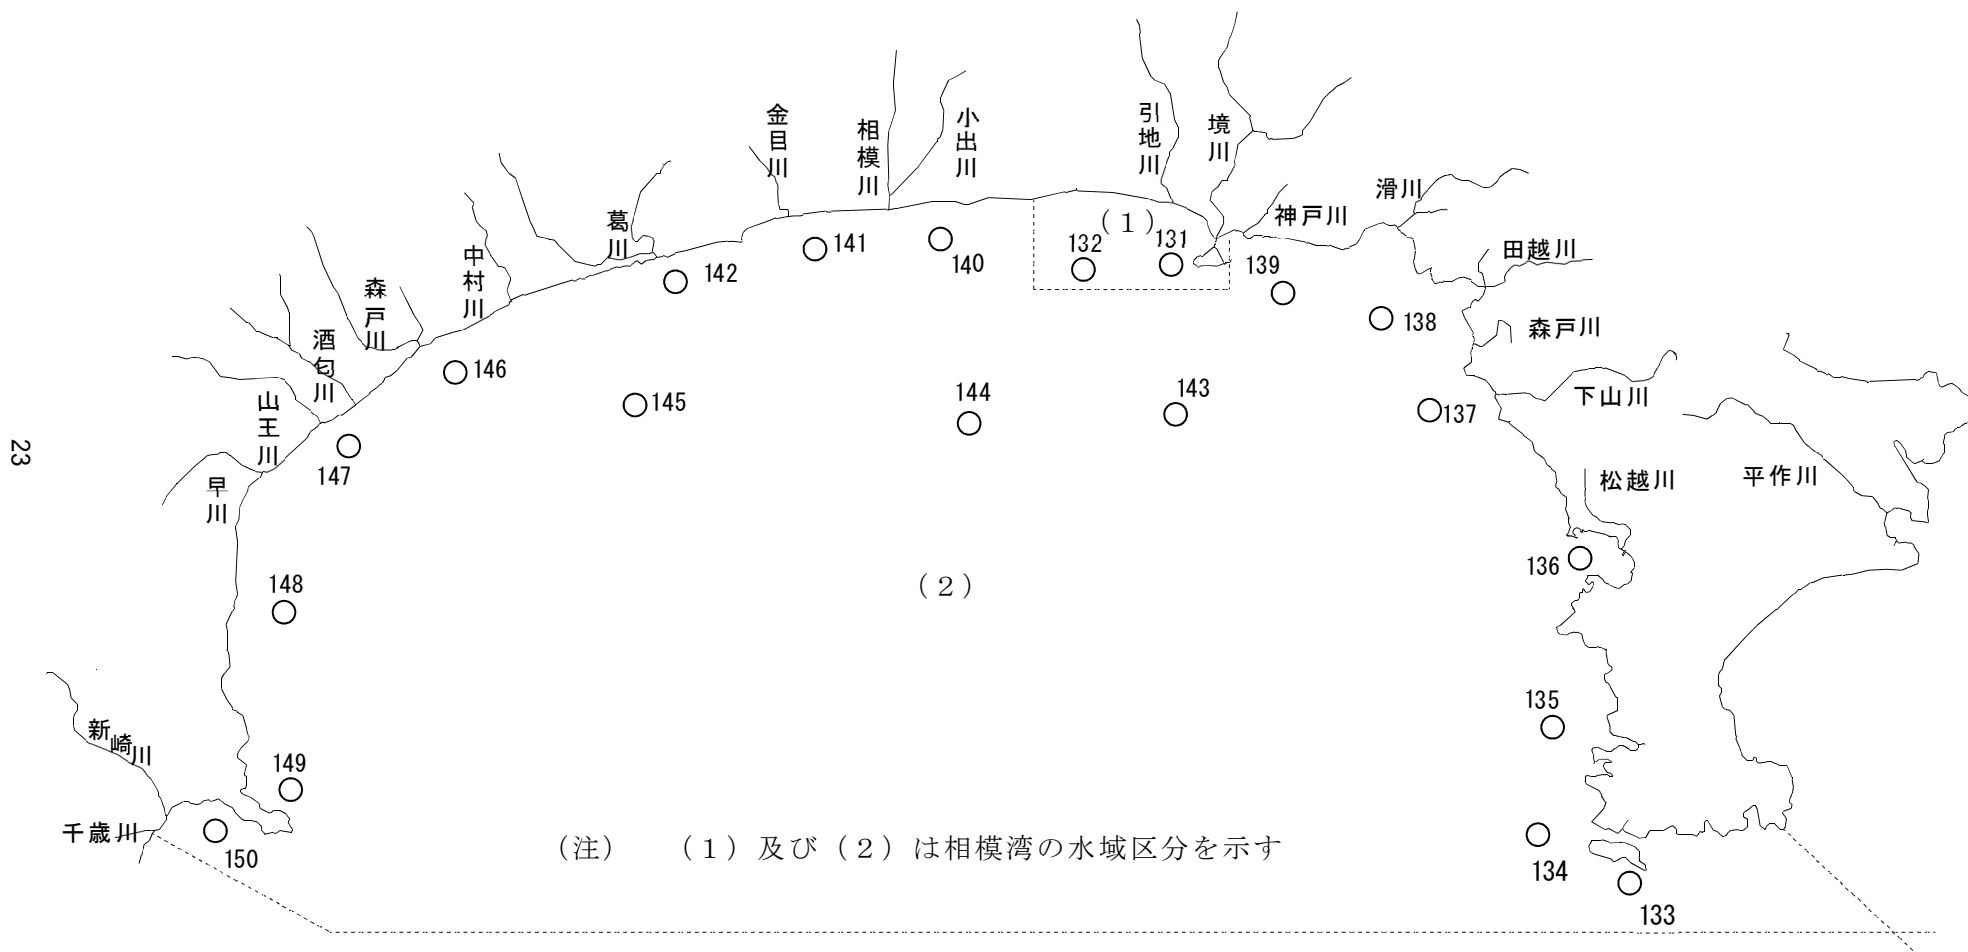 金目川
相模川
小出川
引地川
境川
神戸川
滑川
田越川
森戸川
下山川
松越川
平作川
葛川
中村川
森戸川
酒匂川
山王川
早川
新崎川
千歳川
（１）
132
131
139
138
141
140
142
146
145
144
143
137
147
136
148
（２）
135
149
150
134
133
（注）　（１）及び（２）は相模湾の水域区分を示す
23